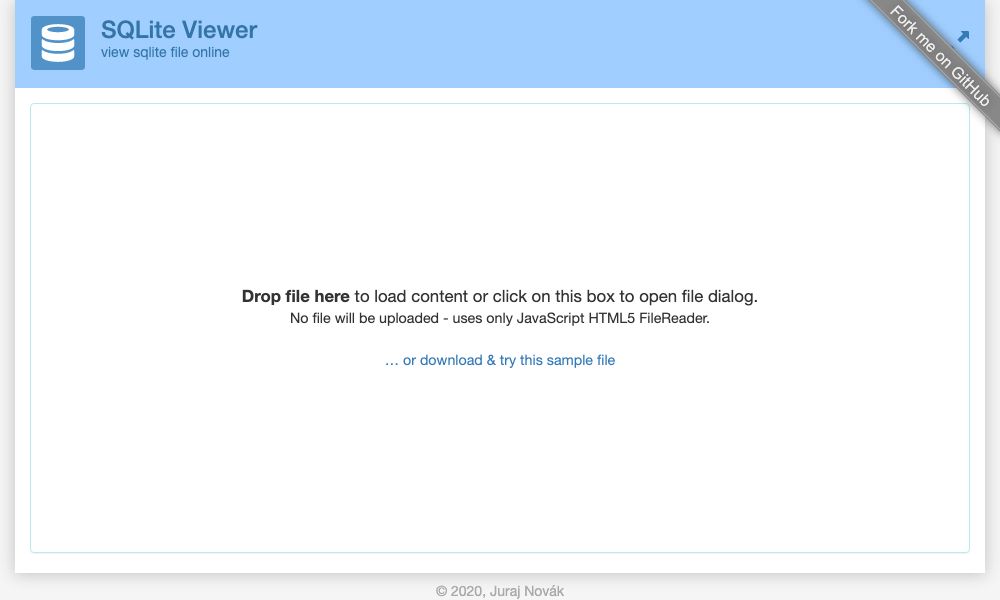 SQLite Viewer
view sqlite file online
Fork me on GitHub
Drop file here to load content or click on this box to open file dialog.
No file will be uploaded - uses only JavaScript HTML5 FileReader.
... or download & try this sample file
© 2020, Juraj Novák